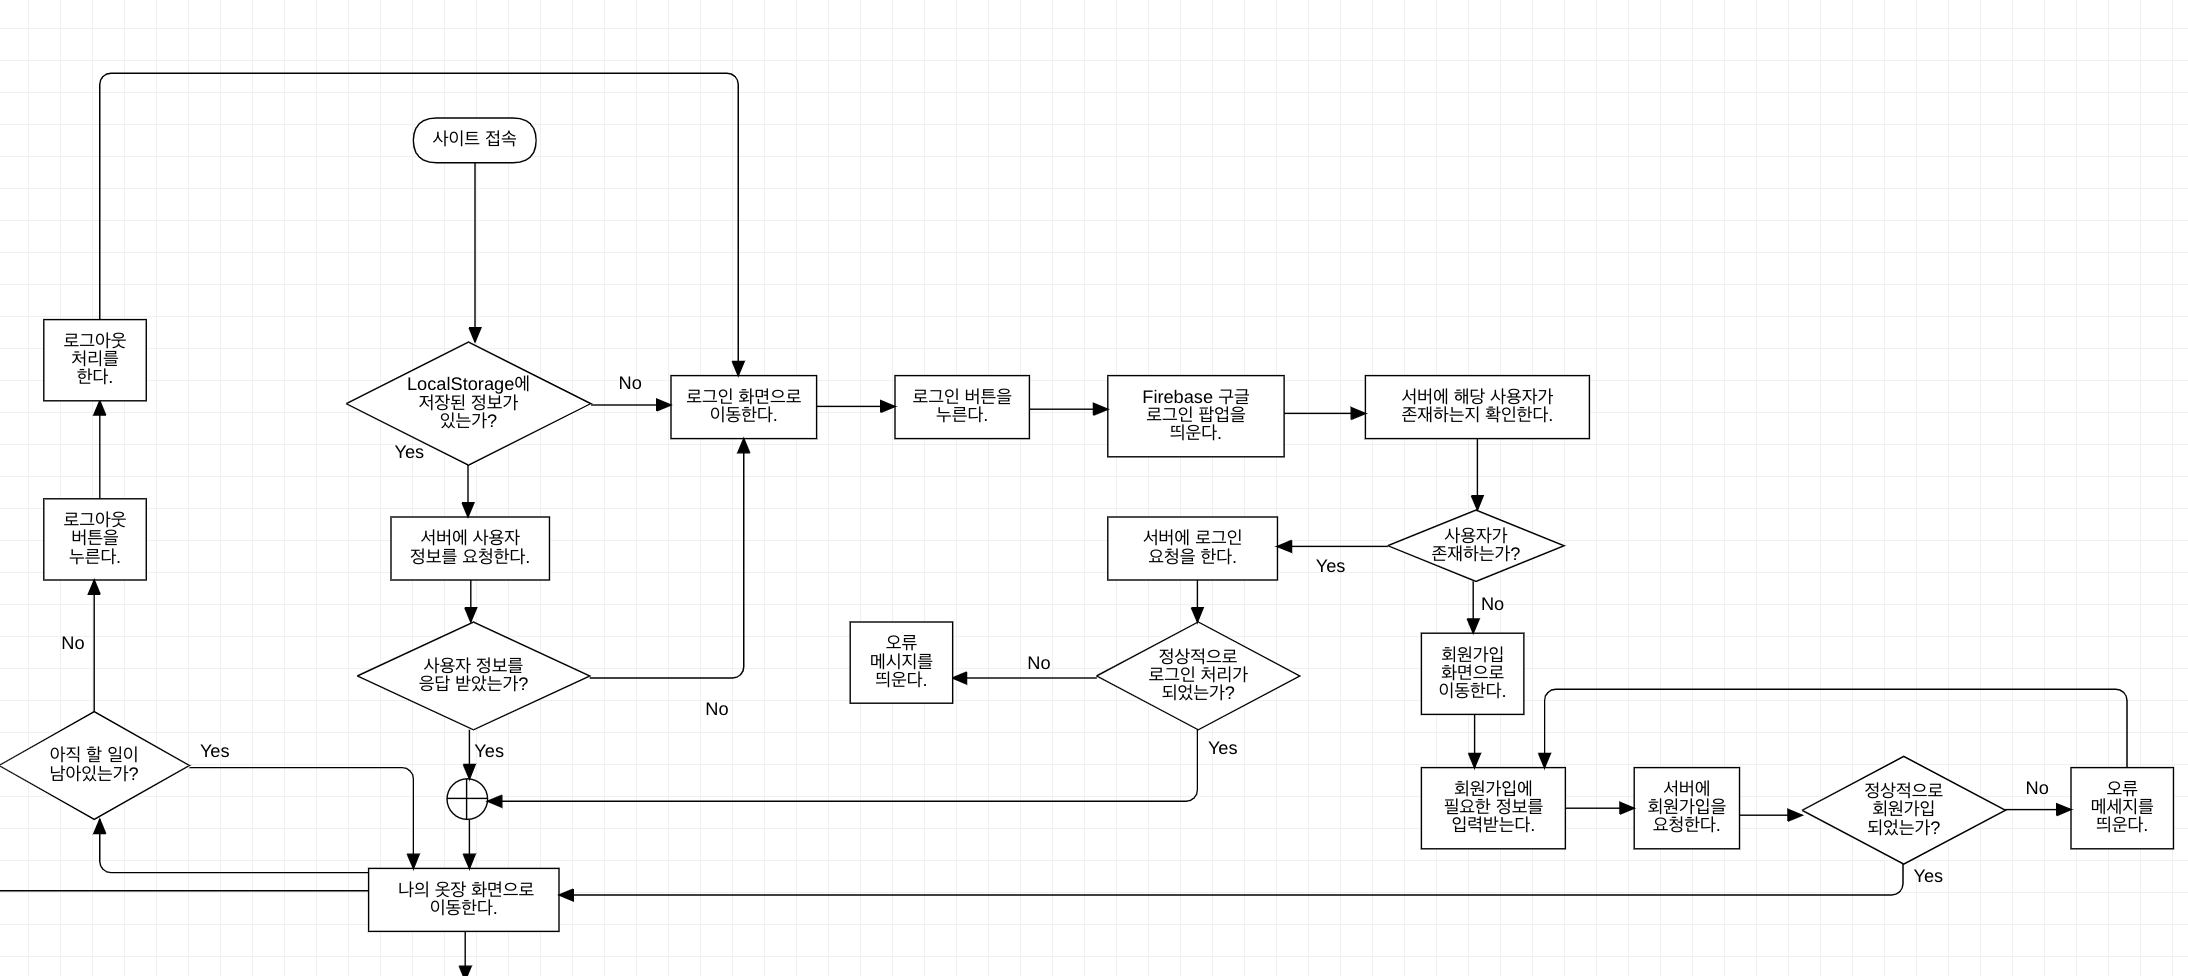 사이트 접속
로그아웃
처리를
한다.
LocalStorage에
저장된 정보가
있는가?
No
Yes
로그인 화면으로
이동한다.
로그인 버튼을
누른다.
Firebase 구글
로그인 팝업을
띄운다.
서버에 해당 사용자가
존재하는지 확인한다.
로그아웃
버튼을
누른다.
서버에 사용자
정보를 요청한다.
서버에 로그인
요청을 한다.
Yes
사용자가
존재하는가?
No
No
사용자 정보를
응답 받았는가?
No
Yes
오류
메시지를
띄운다.
No
정상적으로
로그인 처리가
되었는가?
Yes
회원가입
화면으로
이동한다.
아직 할 일이
남아있는가?
Yes
회원가입에
필요한 정보를
입력받는다.
서버에
회원가입을
요청한다.
정상적으로
회원가입
되었는가?
No
Yes
오류
메세지를
띄운다.
나의 옷장 화면으로
이동한다.